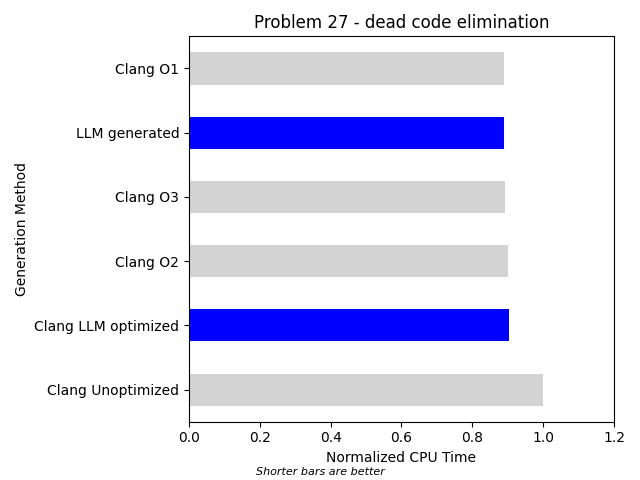 Problem 27 - dead code elimination
Generation Method
Clang O1
LLM generated
Clang O3
Clang O2
Clang LLM optimized
Clang Unoptimized
0.0 0.2 0.4 0.6 0.8 1.0 1.2
Normalized CPU Time
Shorter bars are better